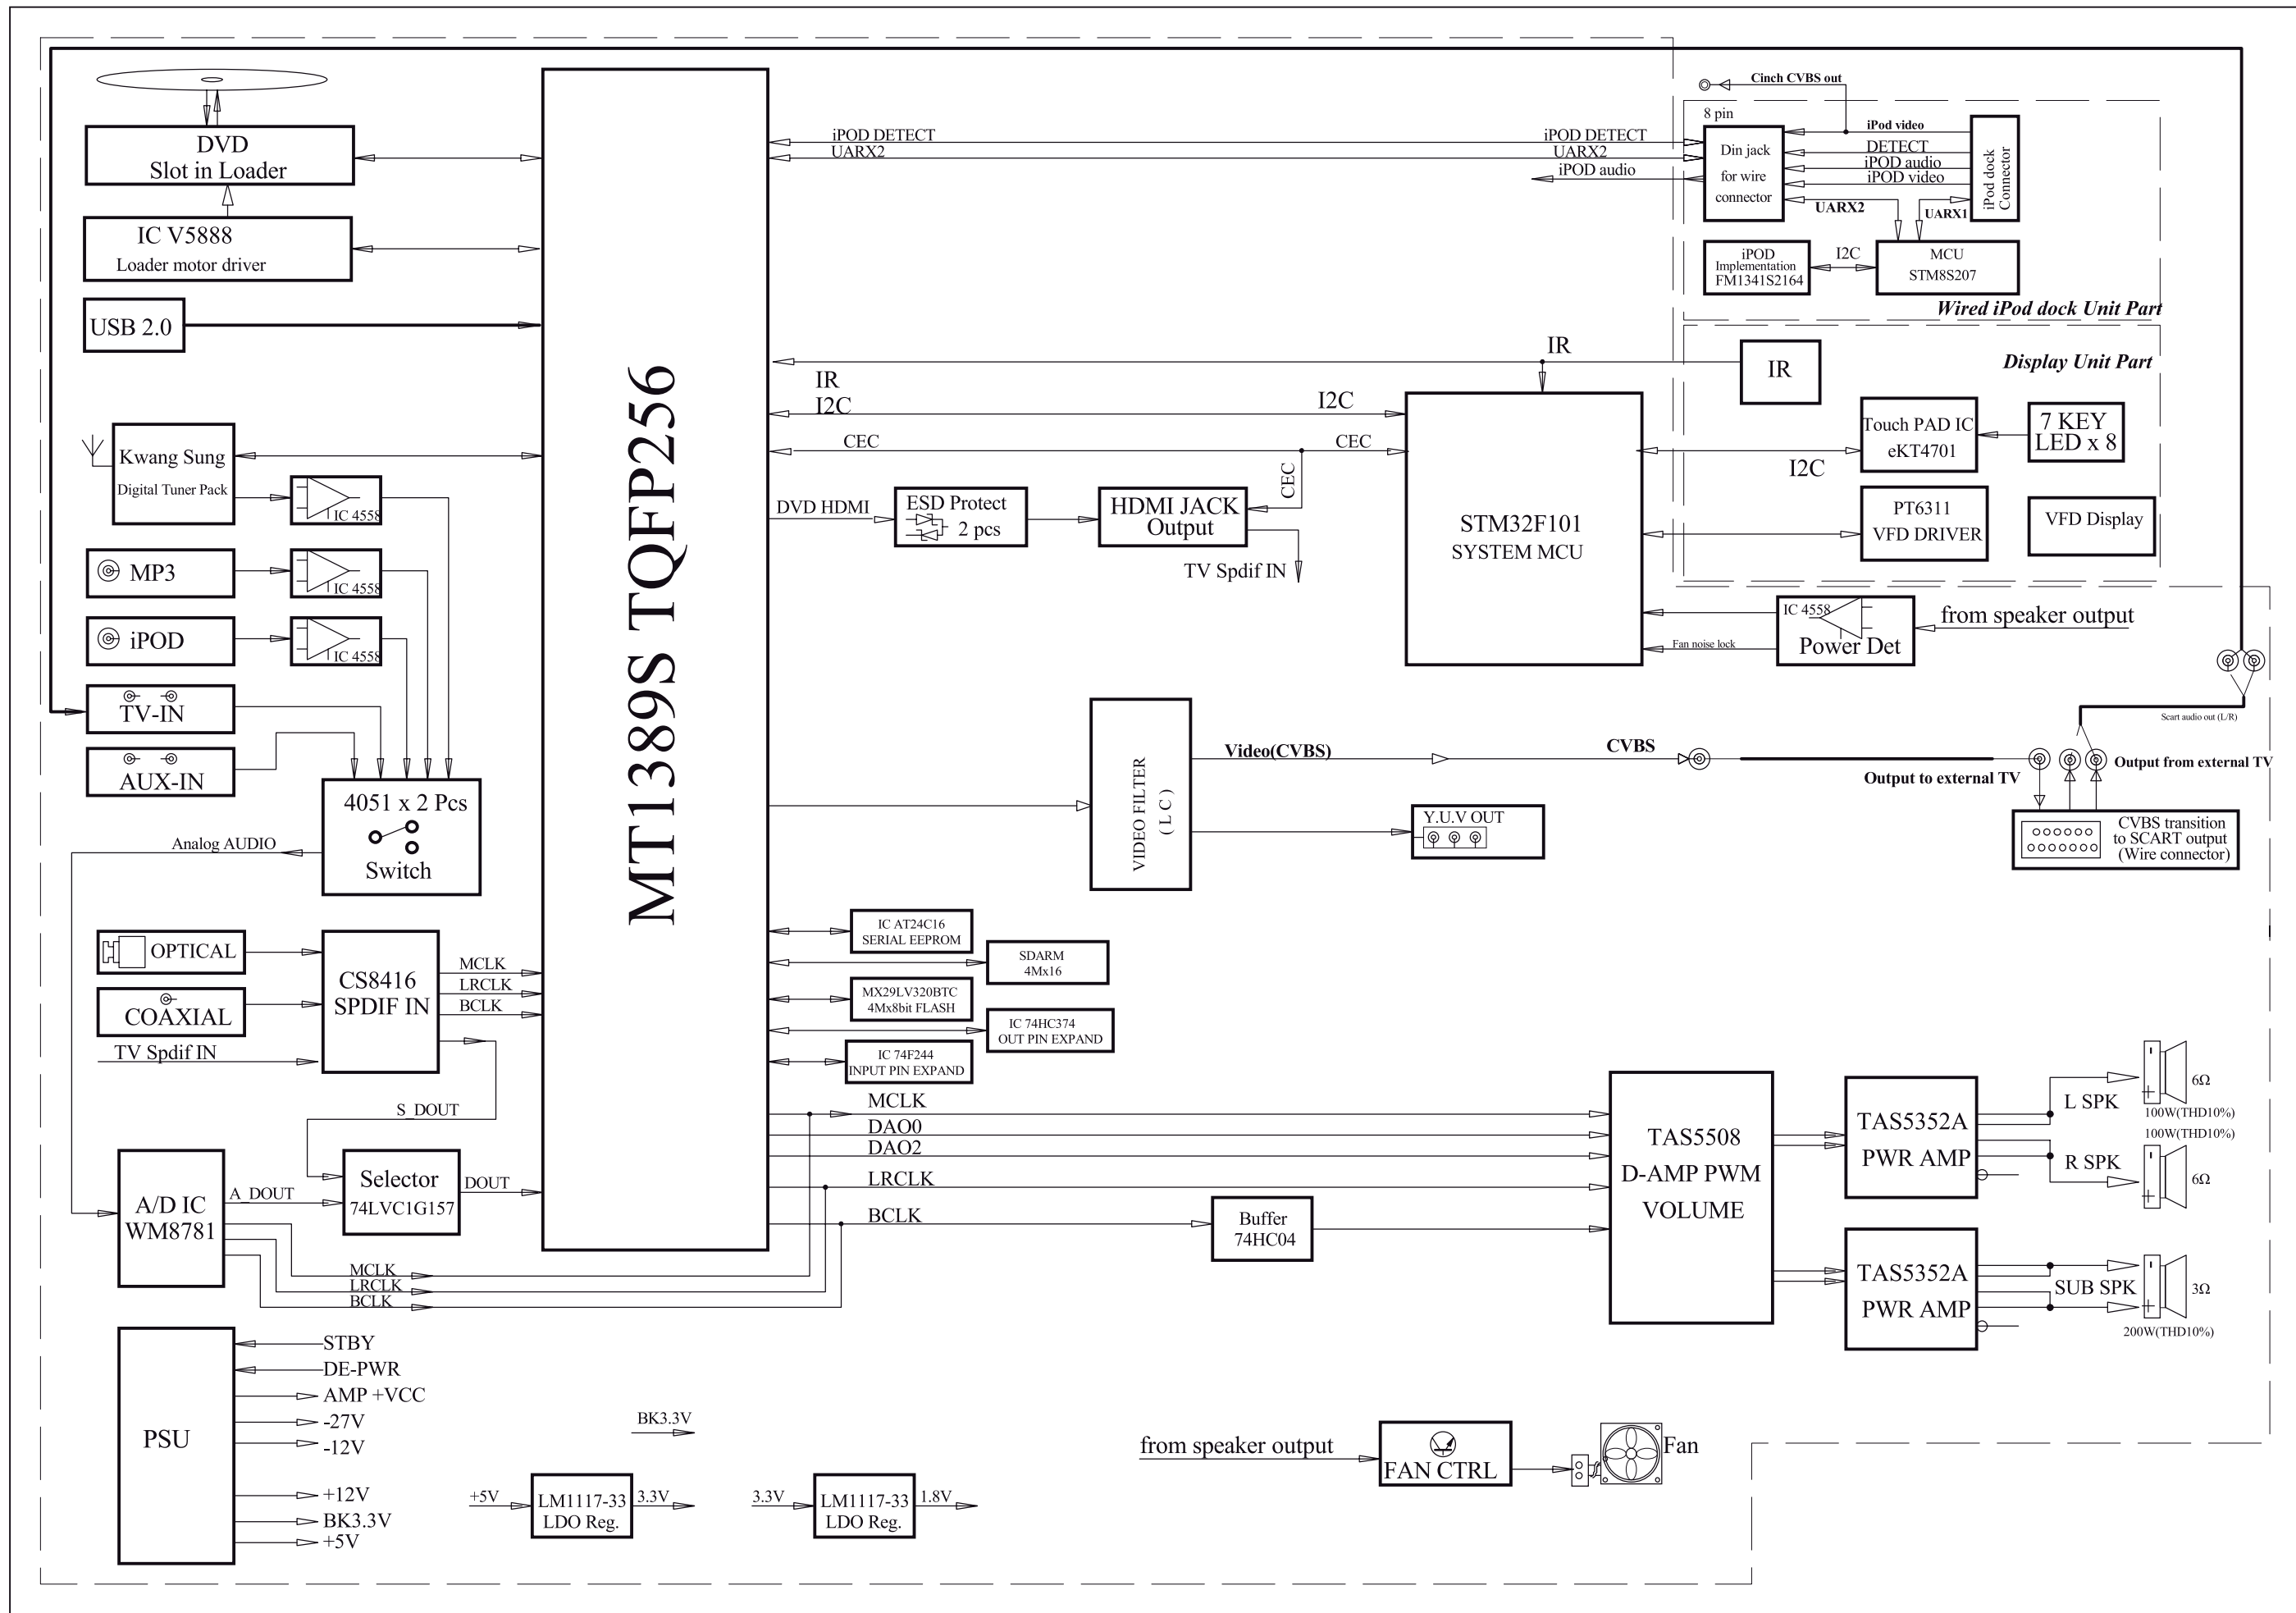 Cinch CVBS out
8 pin
DVD
Slot in Loader
iPOD DETECT
UARX2
iPOD DETECT
UARX2
iPOD audio
Din jack
for wire
connector
iPod video
DETECT
iPOD audio
iPOD video
UARX2
UARX1
iPod dock
Connector
IC V5888
Loader motor driver
iPOD
Implementation
FM1341S2164
I2C
MCU
STM8S207
Wired iPod dock Unit Part
USB 2.0
MT1389S TQFP256
IR
IR
IR
Display Unit Part
I2C
I2C
CEC
CEC
CEC
Kwang Sung
Digital Tuner Pack
IC 4558
DVD HDMI
ESD Protect
2 pcs
HDMI JACK
Output
TV Spdif IN
STM32F101
SYSTEM MCU
Touch PAD IC
eKT4701
7 KEY
LED x 8
I2C
PT6311
VFD DRIVER
VFD Display
MP3
IC 4558
iPOD
IC 4558
IC 4558
Power Det
Fan noise lock
from speaker output
TV-IN
AUX-IN
Scart audio out (L/R)
VIDEO FILTER
( L C )
Video(CVBS)
CVBS
Output to external TV
Output from external TV
4051 x 2 Pcs
Switch
Analog AUDIO
Y.U.V OUT
CVBS transition
to SCART output
(Wire connector)
OPTICAL
COAXIAL
TV Spdif IN
CS8416
SPDIF IN
MCLK
LRCLK
BCLK
IC AT24C16
SERIAL EEPROM
SDARM
4Mx16
MX29LV320BTC
4Mx8bit FLASH
IC 74HC374
OUT PIN EXPAND
IC 74F244
INPUT PIN EXPAND
S_DOUT
A/D IC
WM8781
A_DOUT
Selector
74LVC1G157
DOUT
MCLK
DAO0
DAO2
LRCLK
BCLK
Buffer
74HC04
TAS5508
D-AMP PWM
VOLUME
TAS5352A
PWR AMP
L SPK
6Ω
100W(THD10%)
100W(THD10%)
R SPK
6Ω
TAS5352A
PWR AMP
SUB SPK
3Ω
200W(THD10%)
MCLK
LRCLK
BCLK
PSU
STBY
DE-PWR
AMP +VCC
-27V
-12V
+12V
BK3.3V
+5V
BK3.3V
+5V
LM1117-33
LDO Reg.
3.3V
3.3V
LM1117-33
LDO Reg.
1.8V
from speaker output
FAN CTRL
Fan